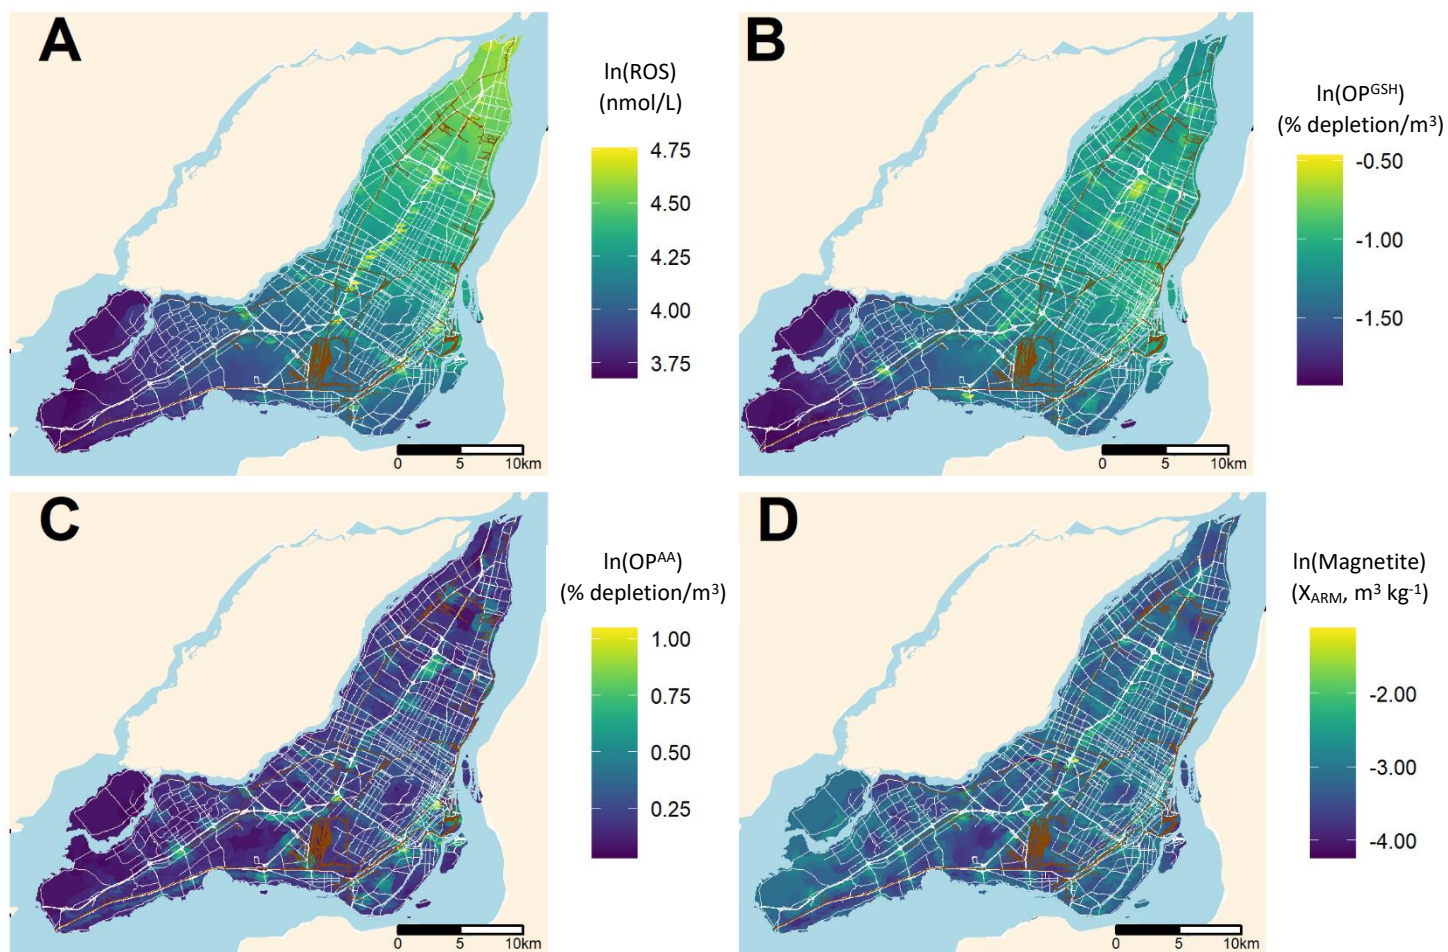 A
ln(ROS)
(nmol/L)
4.75
4.50
4.25
4.00
3.75
0 5 10km
B
ln(OP^GSH)
(% depletion/m³)
-0.50
-1.00
-1.50
0 5 10km
C
ln(OP^AA)
(% depletion/m³)
1.00
0.75
0.50
0.25
0 5 10km
D
ln(Magnetite)
(X_ARM, m³ kg⁻¹)
-2.00
-3.00
-4.00
0 5 10km